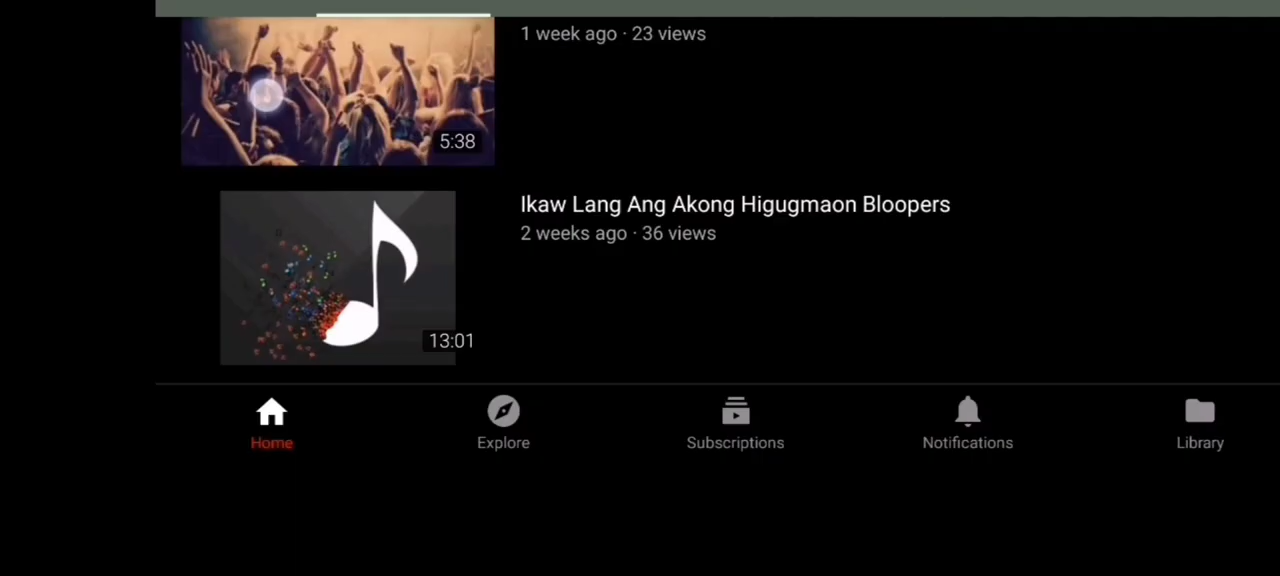 1 week ago · 23 views
5:38
Ikaw Lang Ang Akong Higugmaon Bloopers
2 weeks ago · 36 views
13:01
Home
Explore
Subscriptions
Notifications
Library